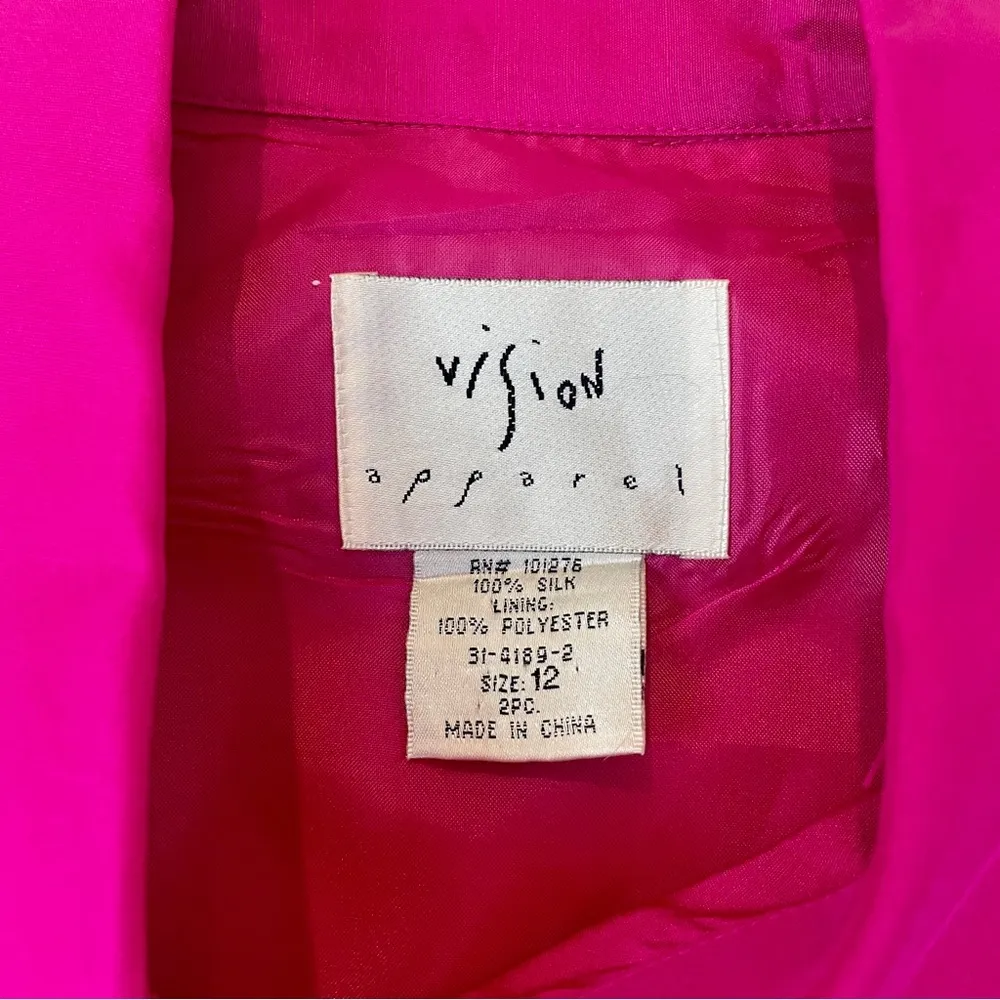 vision
apparel
RN# 101276
100% SILK
LINING:
100% POLYESTER
31-4189-2
SIZE: 12
2PC.
MADE IN CHINA